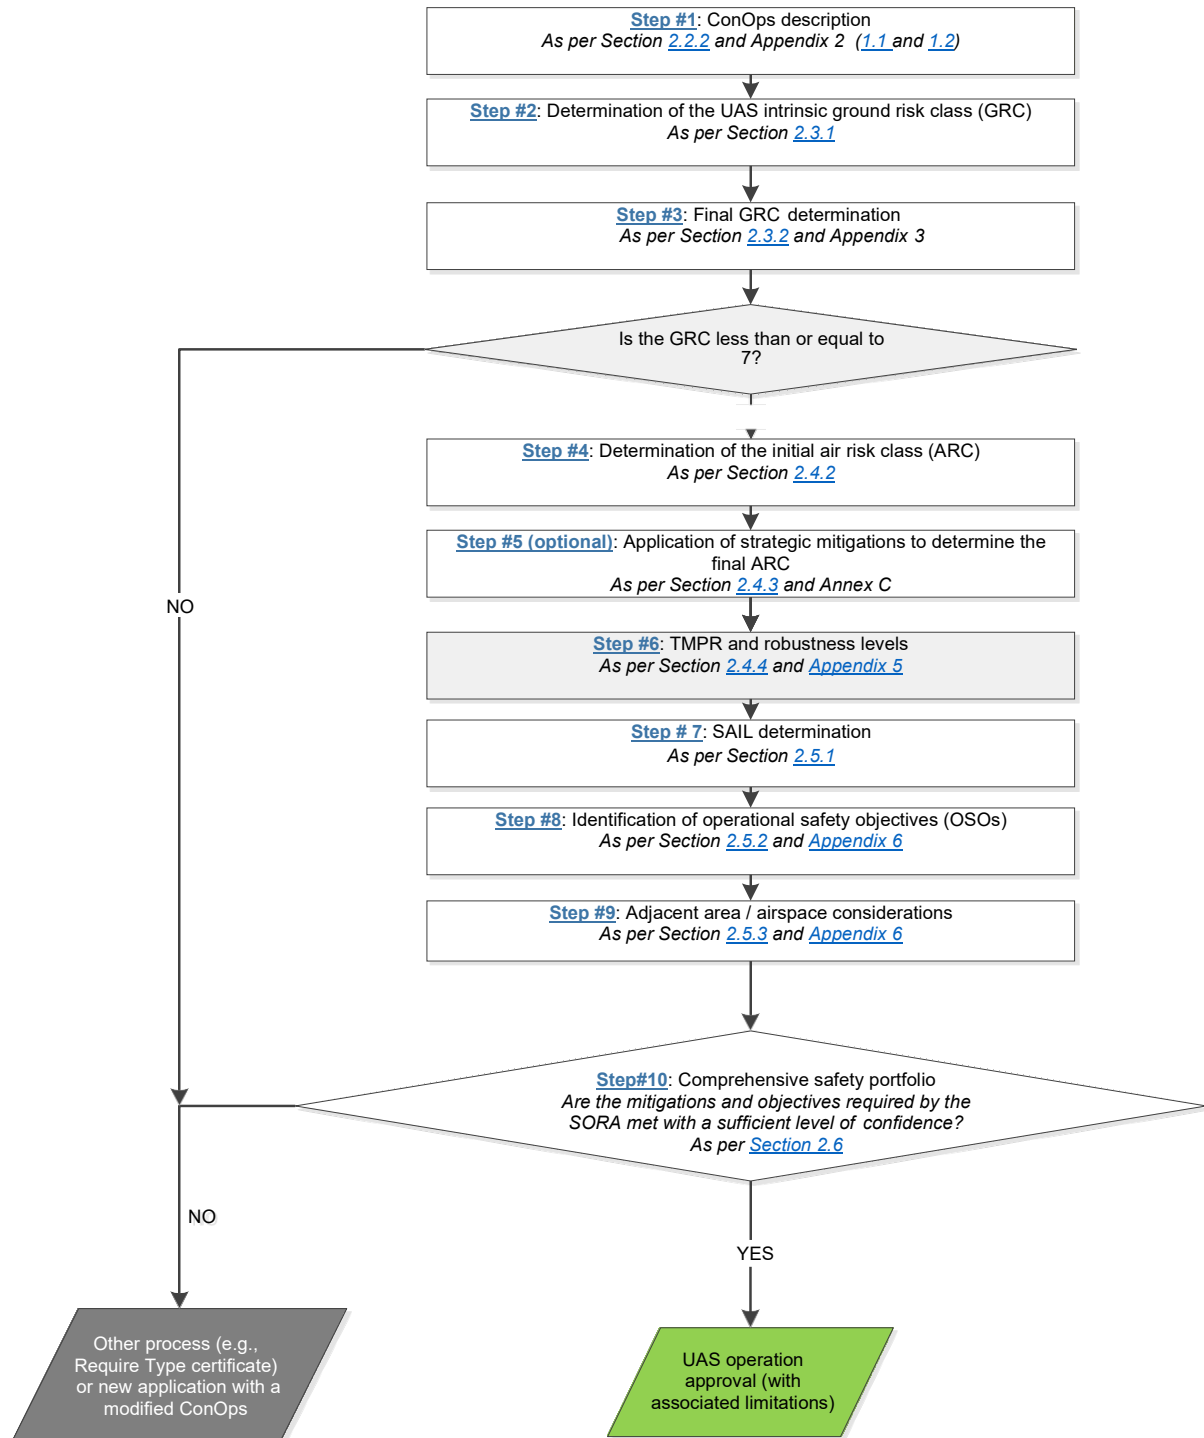 Step #1: ConOps description
As per Section 2.2.2 and Appendix 2 (1.1 and 1.2)
Step #2: Determination of the UAS intrinsic ground risk class (GRC)
As per Section 2.3.1
Step #3: Final GRC determination
As per Section 2.3.2 and Appendix 3
Is the GRC less than or equal to
7?
Step #4: Determination of the initial air risk class (ARC)
As per Section 2.4.2
Step #5 (optional): Application of strategic mitigations to determine the
final ARC
As per Section 2.4.3 and Annex C
NO
Step #6: TMPR and robustness levels
As per Section 2.4.4 and Appendix 5
Step # 7: SAIL determination
As per Section 2.5.1
Step #8: Identification of operational safety objectives (OSOs)
As per Section 2.5.2 and Appendix 6
Step #9: Adjacent area / airspace considerations
As per Section 2.5.3 and Appendix 6
Step#10: Comprehensive safety portfolio
Are the mitigations and objectives required by the
SORA met with a sufficient level of confidence?
As per Section 2.6
NO
YES
Other process (e.g.,
Require Type certificate)
or new application with a
modified ConOps
UAS operation
approval (with
associated limitations)